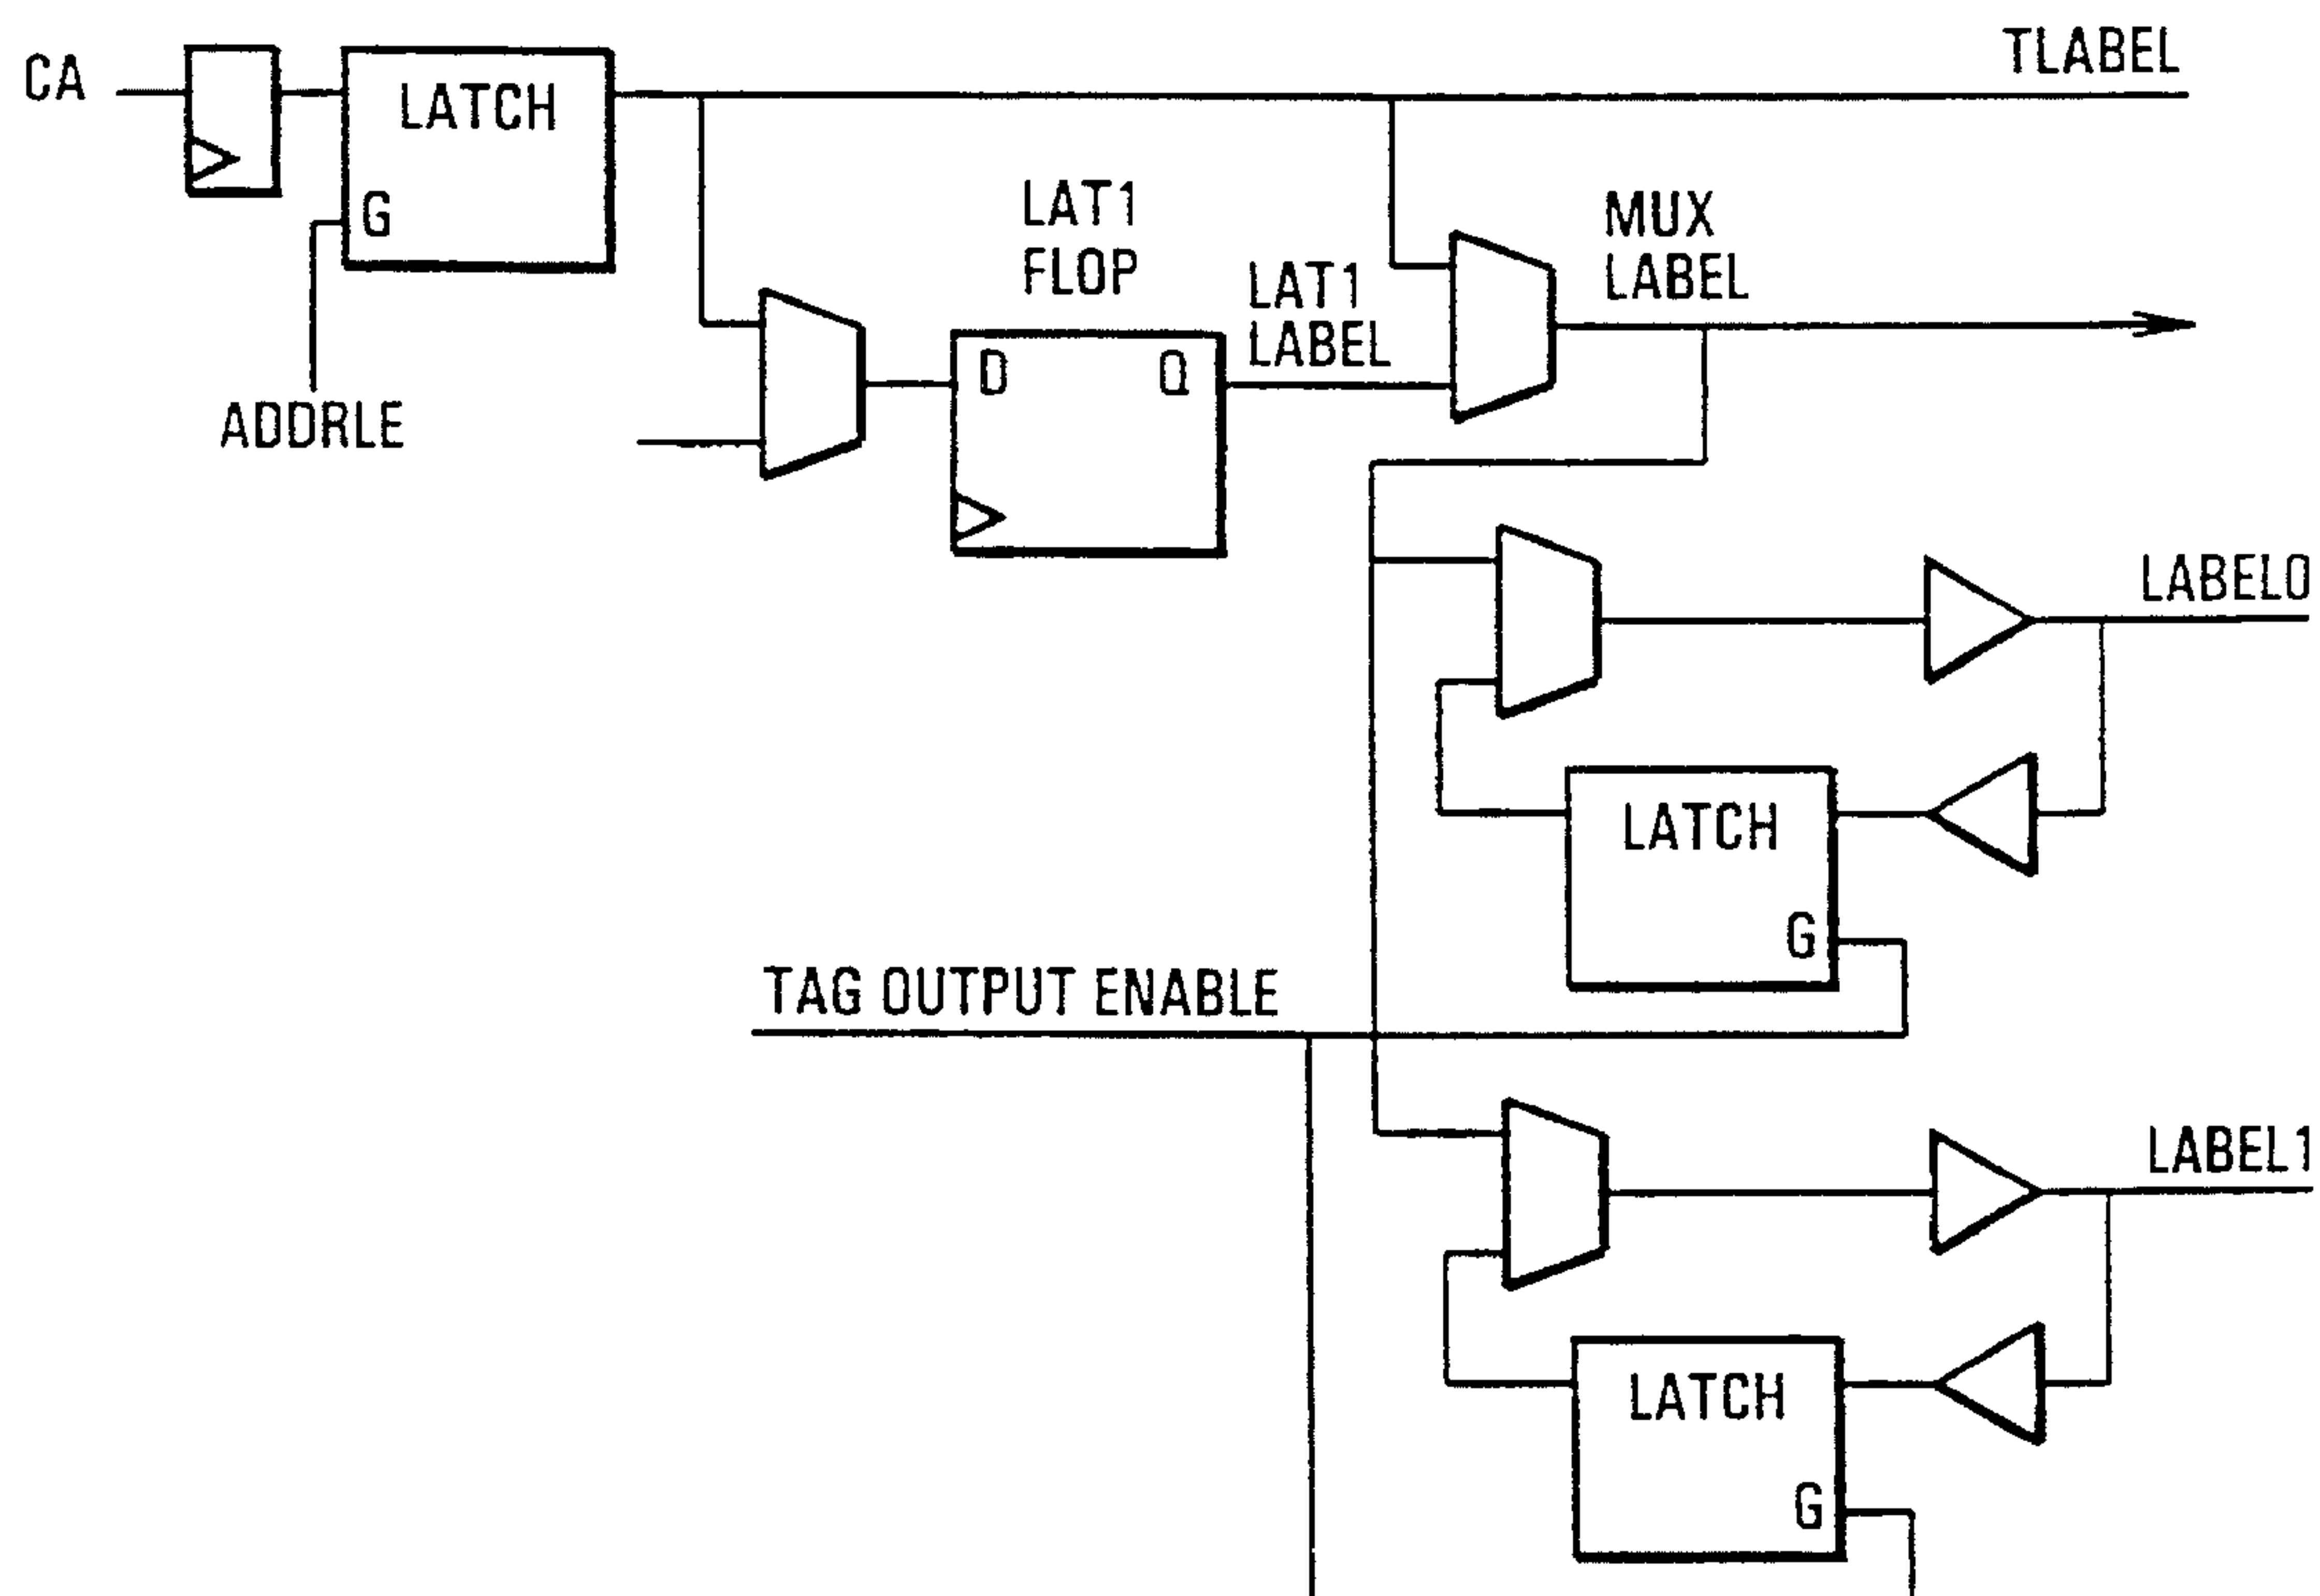 CA
LATCH
G
ADDRLE
TLABEL
LAT1
FLOP
D Q
LAT1
LABEL
MUX
LABEL
LABEL0
LATCH
G
TAG OUTPUT ENABLE
LABEL1
LATCH
G